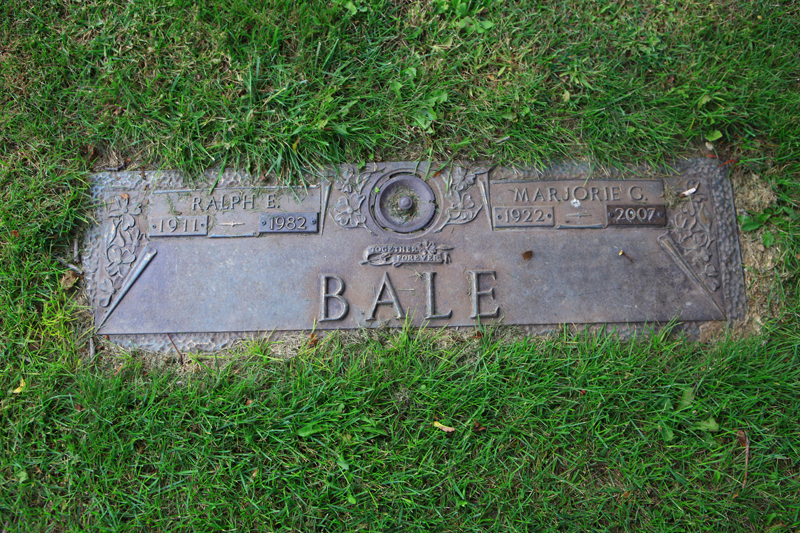 RALPH E.
1911 1982
MARJORIE G.
1922 2007
TOGETHER
FOREVER
BALE